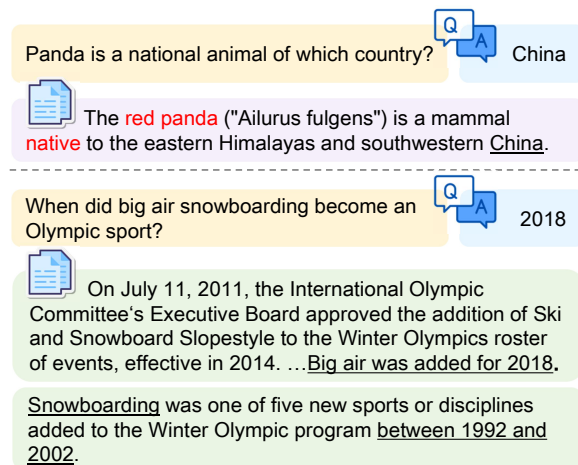 Panda is a national animal of which country?
Q
A
China
The red panda ("Ailurus fulgens") is a mammal
native to the eastern Himalayas and southwestern China.
When did big air snowboarding become an
Olympic sport?
Q
A
2018
On July 11, 2011, the International Olympic
Committee‘s Executive Board approved the addition of Ski
and Snowboard Slopestyle to the Winter Olympics roster
of events, effective in 2014. …Big air was added for 2018.
Snowboarding was one of five new sports or disciplines
added to the Winter Olympic program between 1992 and
2002.